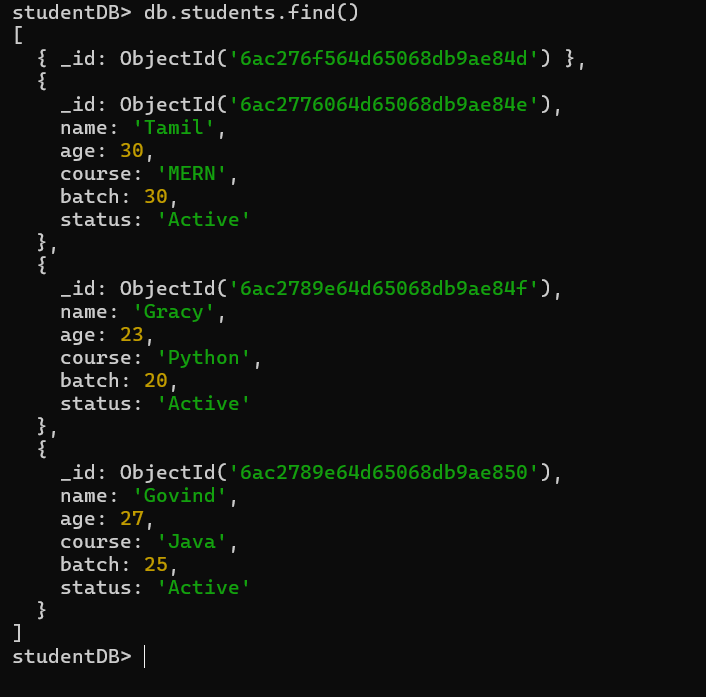 studentDB> db.students.find()
[
  { _id: ObjectId('6ac276f564d65068db9ae84d') },
  {
    _id: ObjectId('6ac2776064d65068db9ae84e'),
    name: 'Tamil',
    age: 30,
    course: 'MERN',
    batch: 30,
    status: 'Active'
  },
  {
    _id: ObjectId('6ac2789e64d65068db9ae84f'),
    name: 'Gracy',
    age: 23,
    course: 'Python',
    batch: 20,
    status: 'Active'
  },
  {
    _id: ObjectId('6ac2789e64d65068db9ae850'),
    name: 'Govind',
    age: 27,
    course: 'Java',
    batch: 25,
    status: 'Active'
  }
]
studentDB>